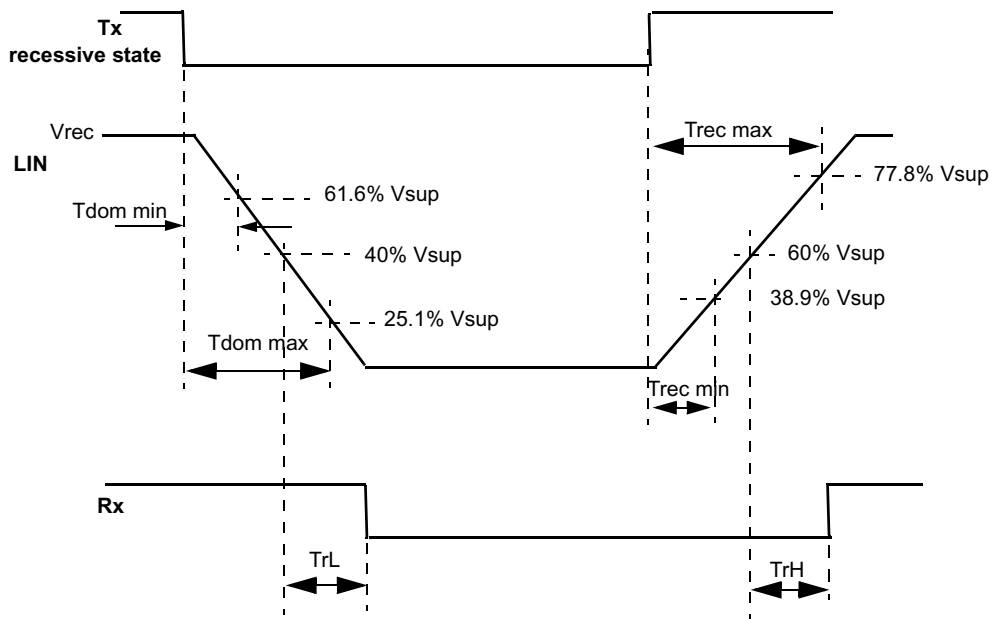 Tx
recessive state
Vrec
LIN
Trec max
77.8% Vsup
61.6% Vsup
Tdom min
40% Vsup
60% Vsup
38.9% Vsup
25.1% Vsup
Tdom max
Trec min
Rx
TrL
TrH